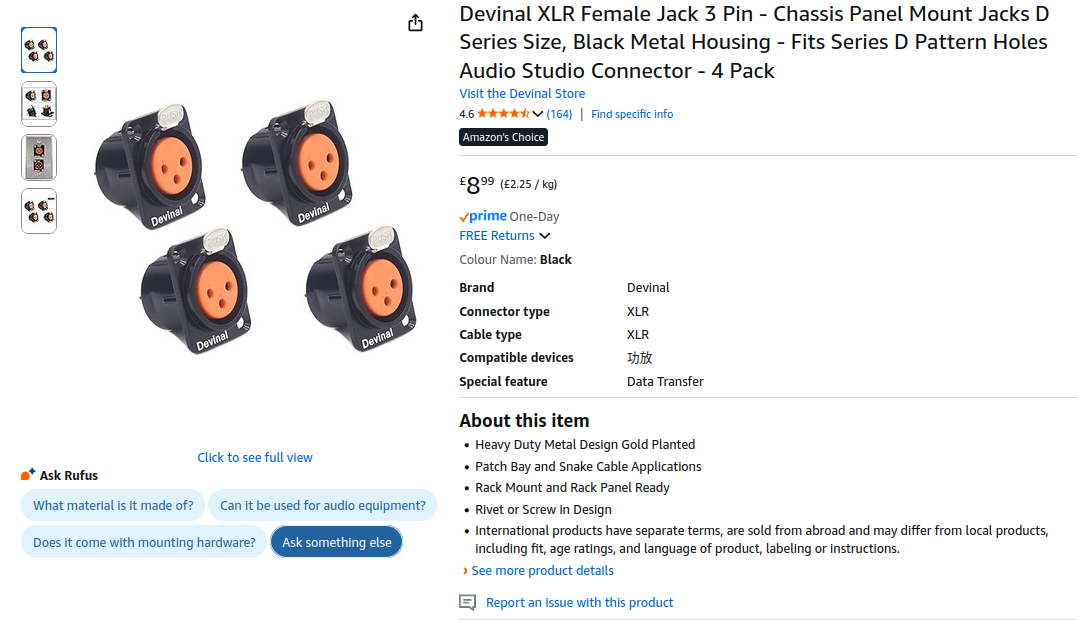 Devinal XLR Female Jack 3 Pin - Chassis Panel Mount Jacks D
Series Size, Black Metal Housing - Fits Series D Pattern Holes
Audio Studio Connector - 4 Pack
Visit the Devinal Store
4.6 (164) | Find specific info
Amazon's Choice
£8⁹⁹ (£2.25 / kg)
prime One-Day
FREE Returns
Colour Name: Black
Brand Devinal
Connector type XLR
Cable type XLR
Compatible devices 功放
Special feature Data Transfer
About this item
• Heavy Duty Metal Design Gold Planted
• Patch Bay and Snake Cable Applications
• Rack Mount and Rack Panel Ready
• Rivet or Screw in Design
• International products have separate terms, are sold from abroad and may differ from local products,
including fit, age ratings, and language of product, labeling or instructions.
› See more product details
Report an issue with this product
PUSH
Devinal
PUSH
Devinal
PUSH
Devinal
PUSH
Devinal
Click to see full view
Ask Rufus
What material is it made of?
Can it be used for audio equipment?
Does it come with mounting hardware?
Ask something else